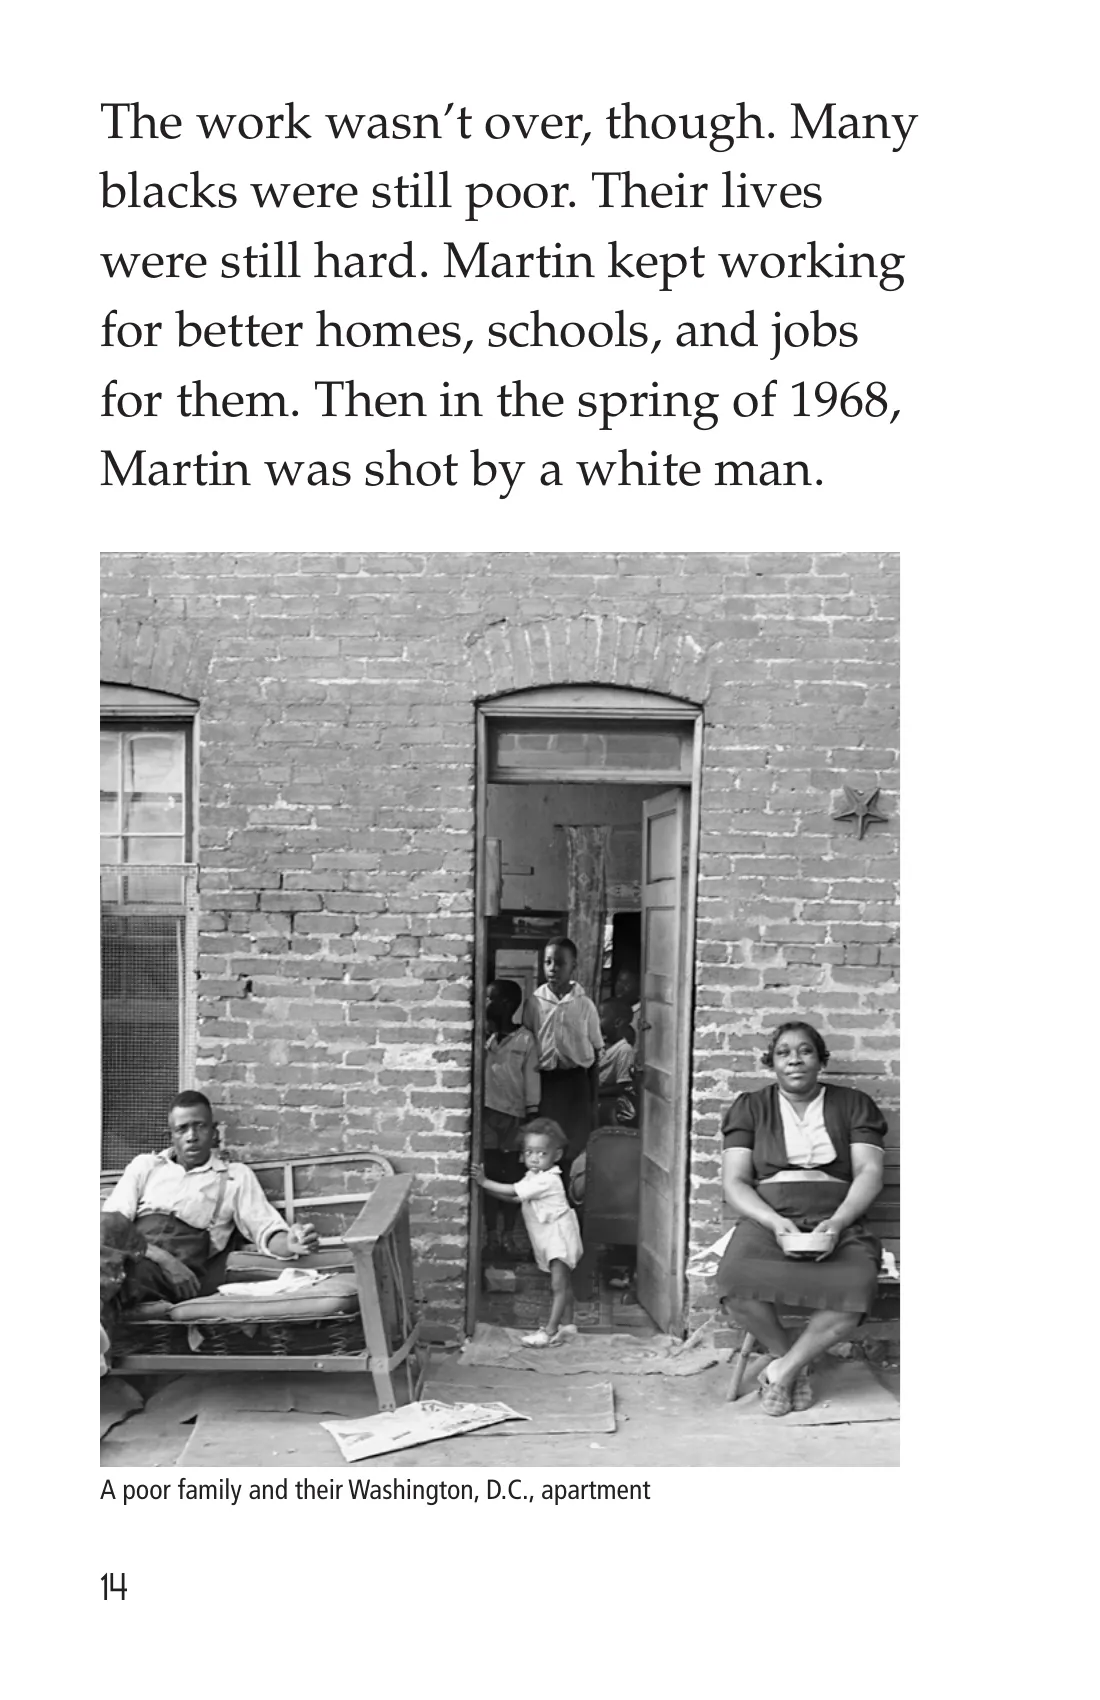 The work wasn’t over, though. Many
blacks were still poor. Their lives
were still hard. Martin kept working
for better homes, schools, and jobs
for them. Then in the spring of 1968,
Martin was shot by a white man.
A poor family and their Washington, D.C., apartment
14